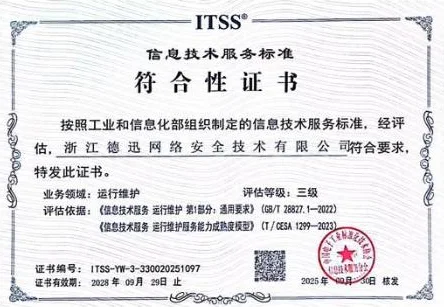 ITSS®
信息技术服务标准
符合性证书
按照工业和信息化部组织制定的信息技术服务标准，经评
估，浙江德迅网络安全技术有限公司符合要求，
特发此证书。
业务领域：运行维护 评估等级：三级
评估依据：《信息技术服务 运行维护 第1部分：通用要求》（GB/T 28827.1—2022）
《信息技术服务 运行维护服务能力成熟度模型》（T/CESA 1299—2023）
证书编号：ITSS-YW-3-330020251097
证书有效期：2028 年 09 月 29 日 止
2025 年 09 月 30 日 核发